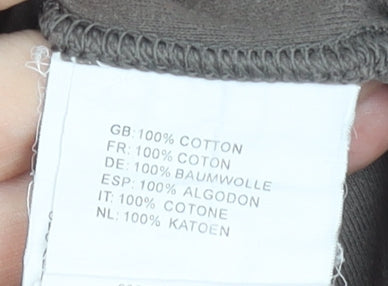 GB: 100% COTTON
FR: 100% COTON
DE: 100% BAUMWOLLE
ESP: 100% ALGODON
IT: 100% COTONE
NL: 100% KATOEN